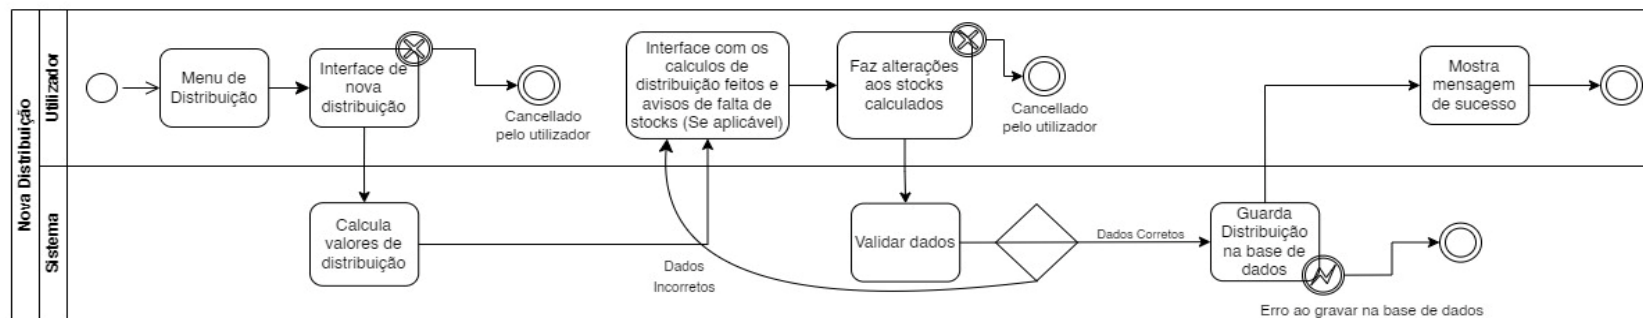 Nova Distribuição
Utilizador
Menu de
Distribuição
Interface de
nova
distribuição
Cancellado
pelo utilizador
Interface com os
calculos de
distribuição feitos e
avisos de falta de
stocks (Se aplicável)
Faz alterações
aos stocks
calculados
Cancellado
pelo utilizador
Mostra
mensagem
de sucesso
Sistema
Calcula
valores de
distribuição
Dados
Incorretos
Validar dados
Dados Corretos
Guarda
Distribuição
na base de
dados
Erro ao gravar na base de dados